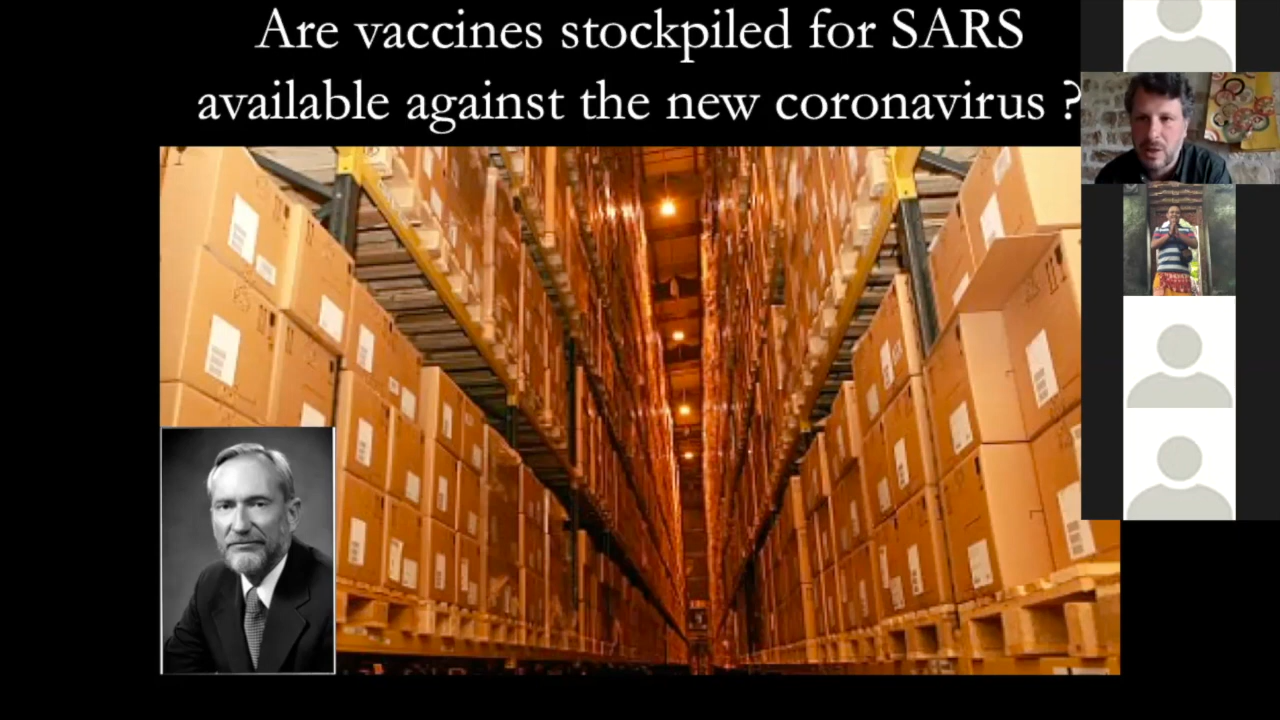 Are vaccines stockpiled for SARS
available against the new coronavirus ?